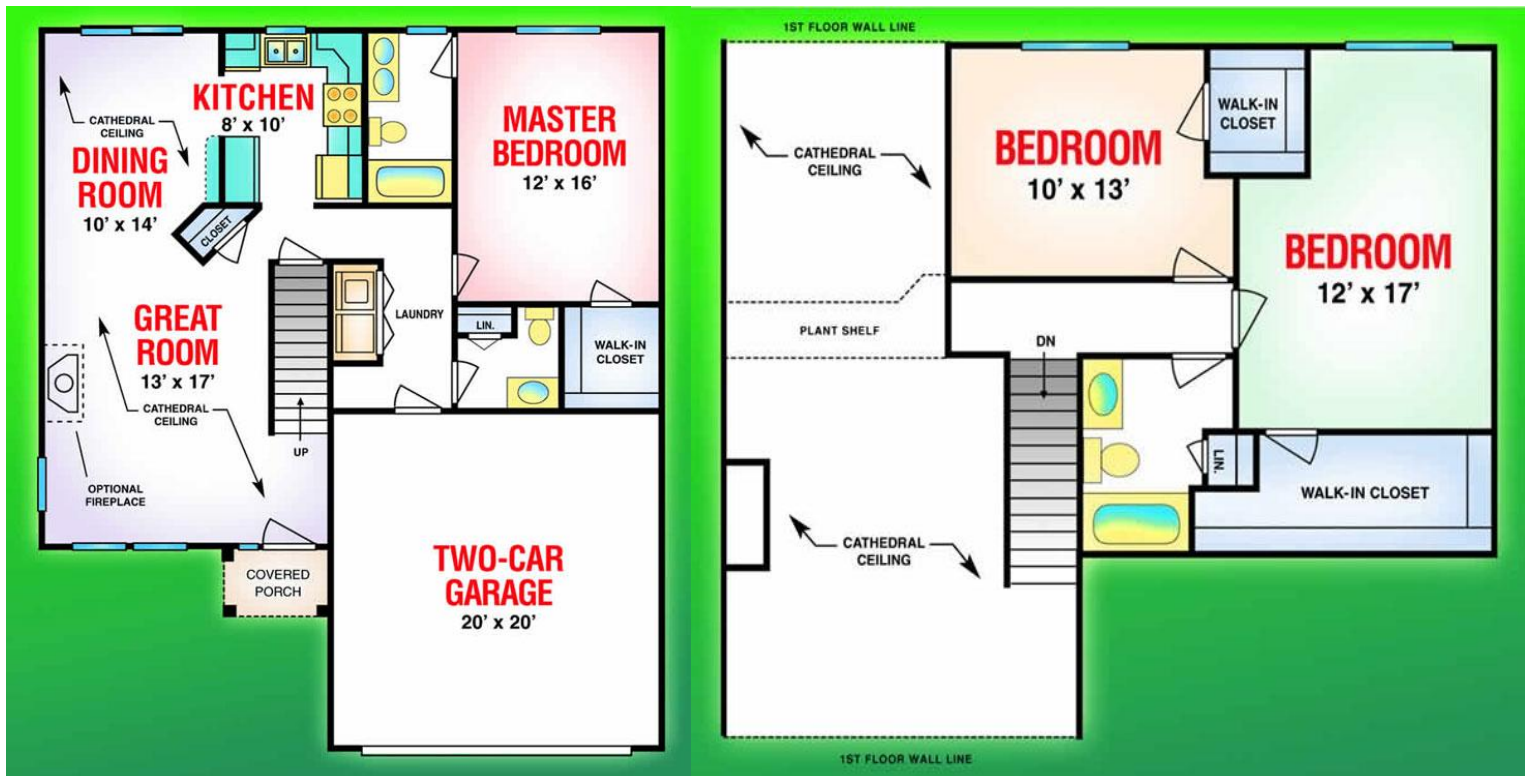 CATHEDRAL
CEILING
KITCHEN
8’ x 10’
DINING
ROOM
10’ x 14’
CLOSET
MASTER
BEDROOM
12’ x 16’
GREAT
ROOM
13’ x 17’
CATHEDRAL
CEILING
OPTIONAL
FIREPLACE
UP
LAUNDRY
LIN.
WALK-IN
CLOSET
COVERED
PORCH
TWO-CAR
GARAGE
20’ x 20’
1ST FLOOR WALL LINE
CATHEDRAL
CEILING
BEDROOM
10’ x 13’
WALK-IN
CLOSET
BEDROOM
12’ x 17’
PLANT SHELF
DN
LIN.
WALK-IN CLOSET
CATHEDRAL
CEILING
1ST FLOOR WALL LINE